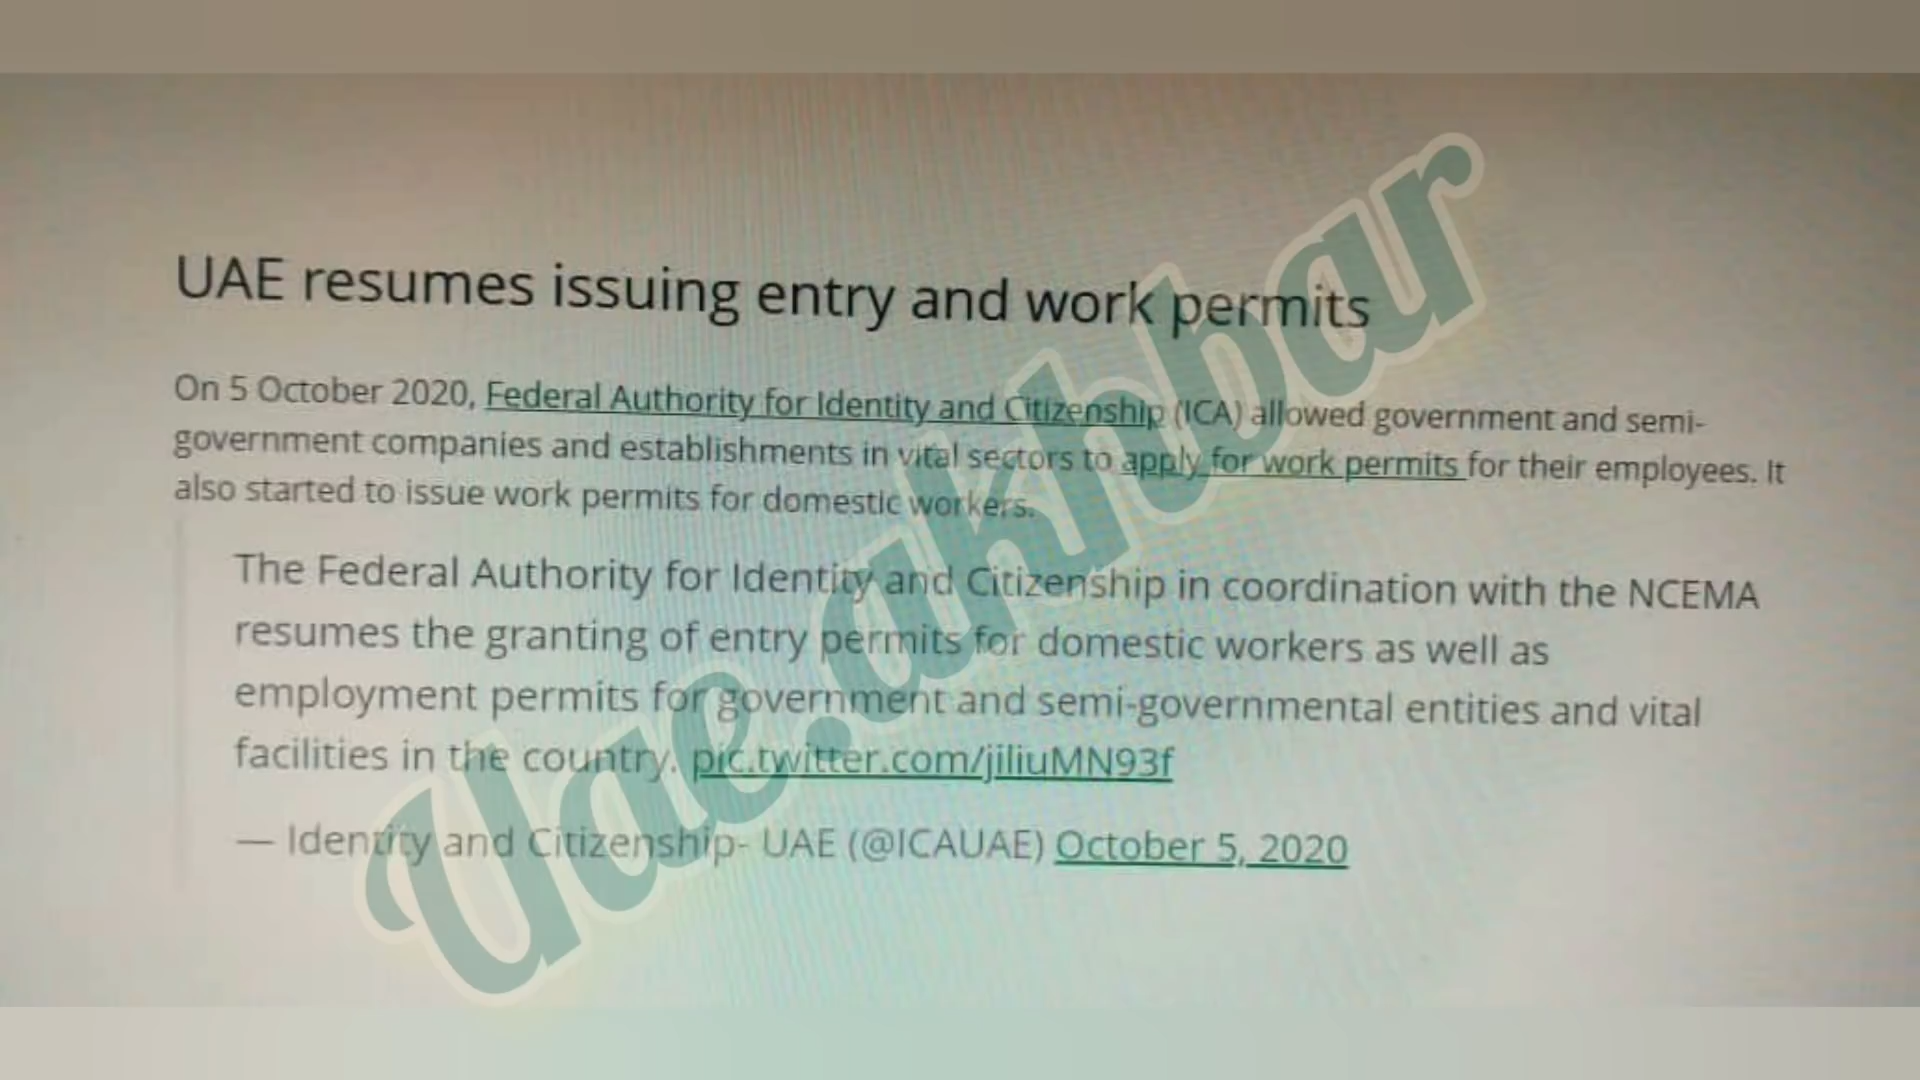 UAE resumes issuing entry and work permits
On 5 October 2020, Federal Authority for Identity and Citizenship (ICA) allowed government and semi-
government companies and establishments in vital sectors to apply for work permits for their employees. It
also started to issue work permits for domestic workers.
The Federal Authority for Identity and Citizenship in coordination with the NCEMA
resumes the granting of entry permits for domestic workers as well as
employment permits for government and semi-governmental entities and vital
facilities in the country. pic.twitter.com/jiliuMN93f
— Identity and Citizenship- UAE (@ICAUAE) October 5, 2020
Uae.akhbar